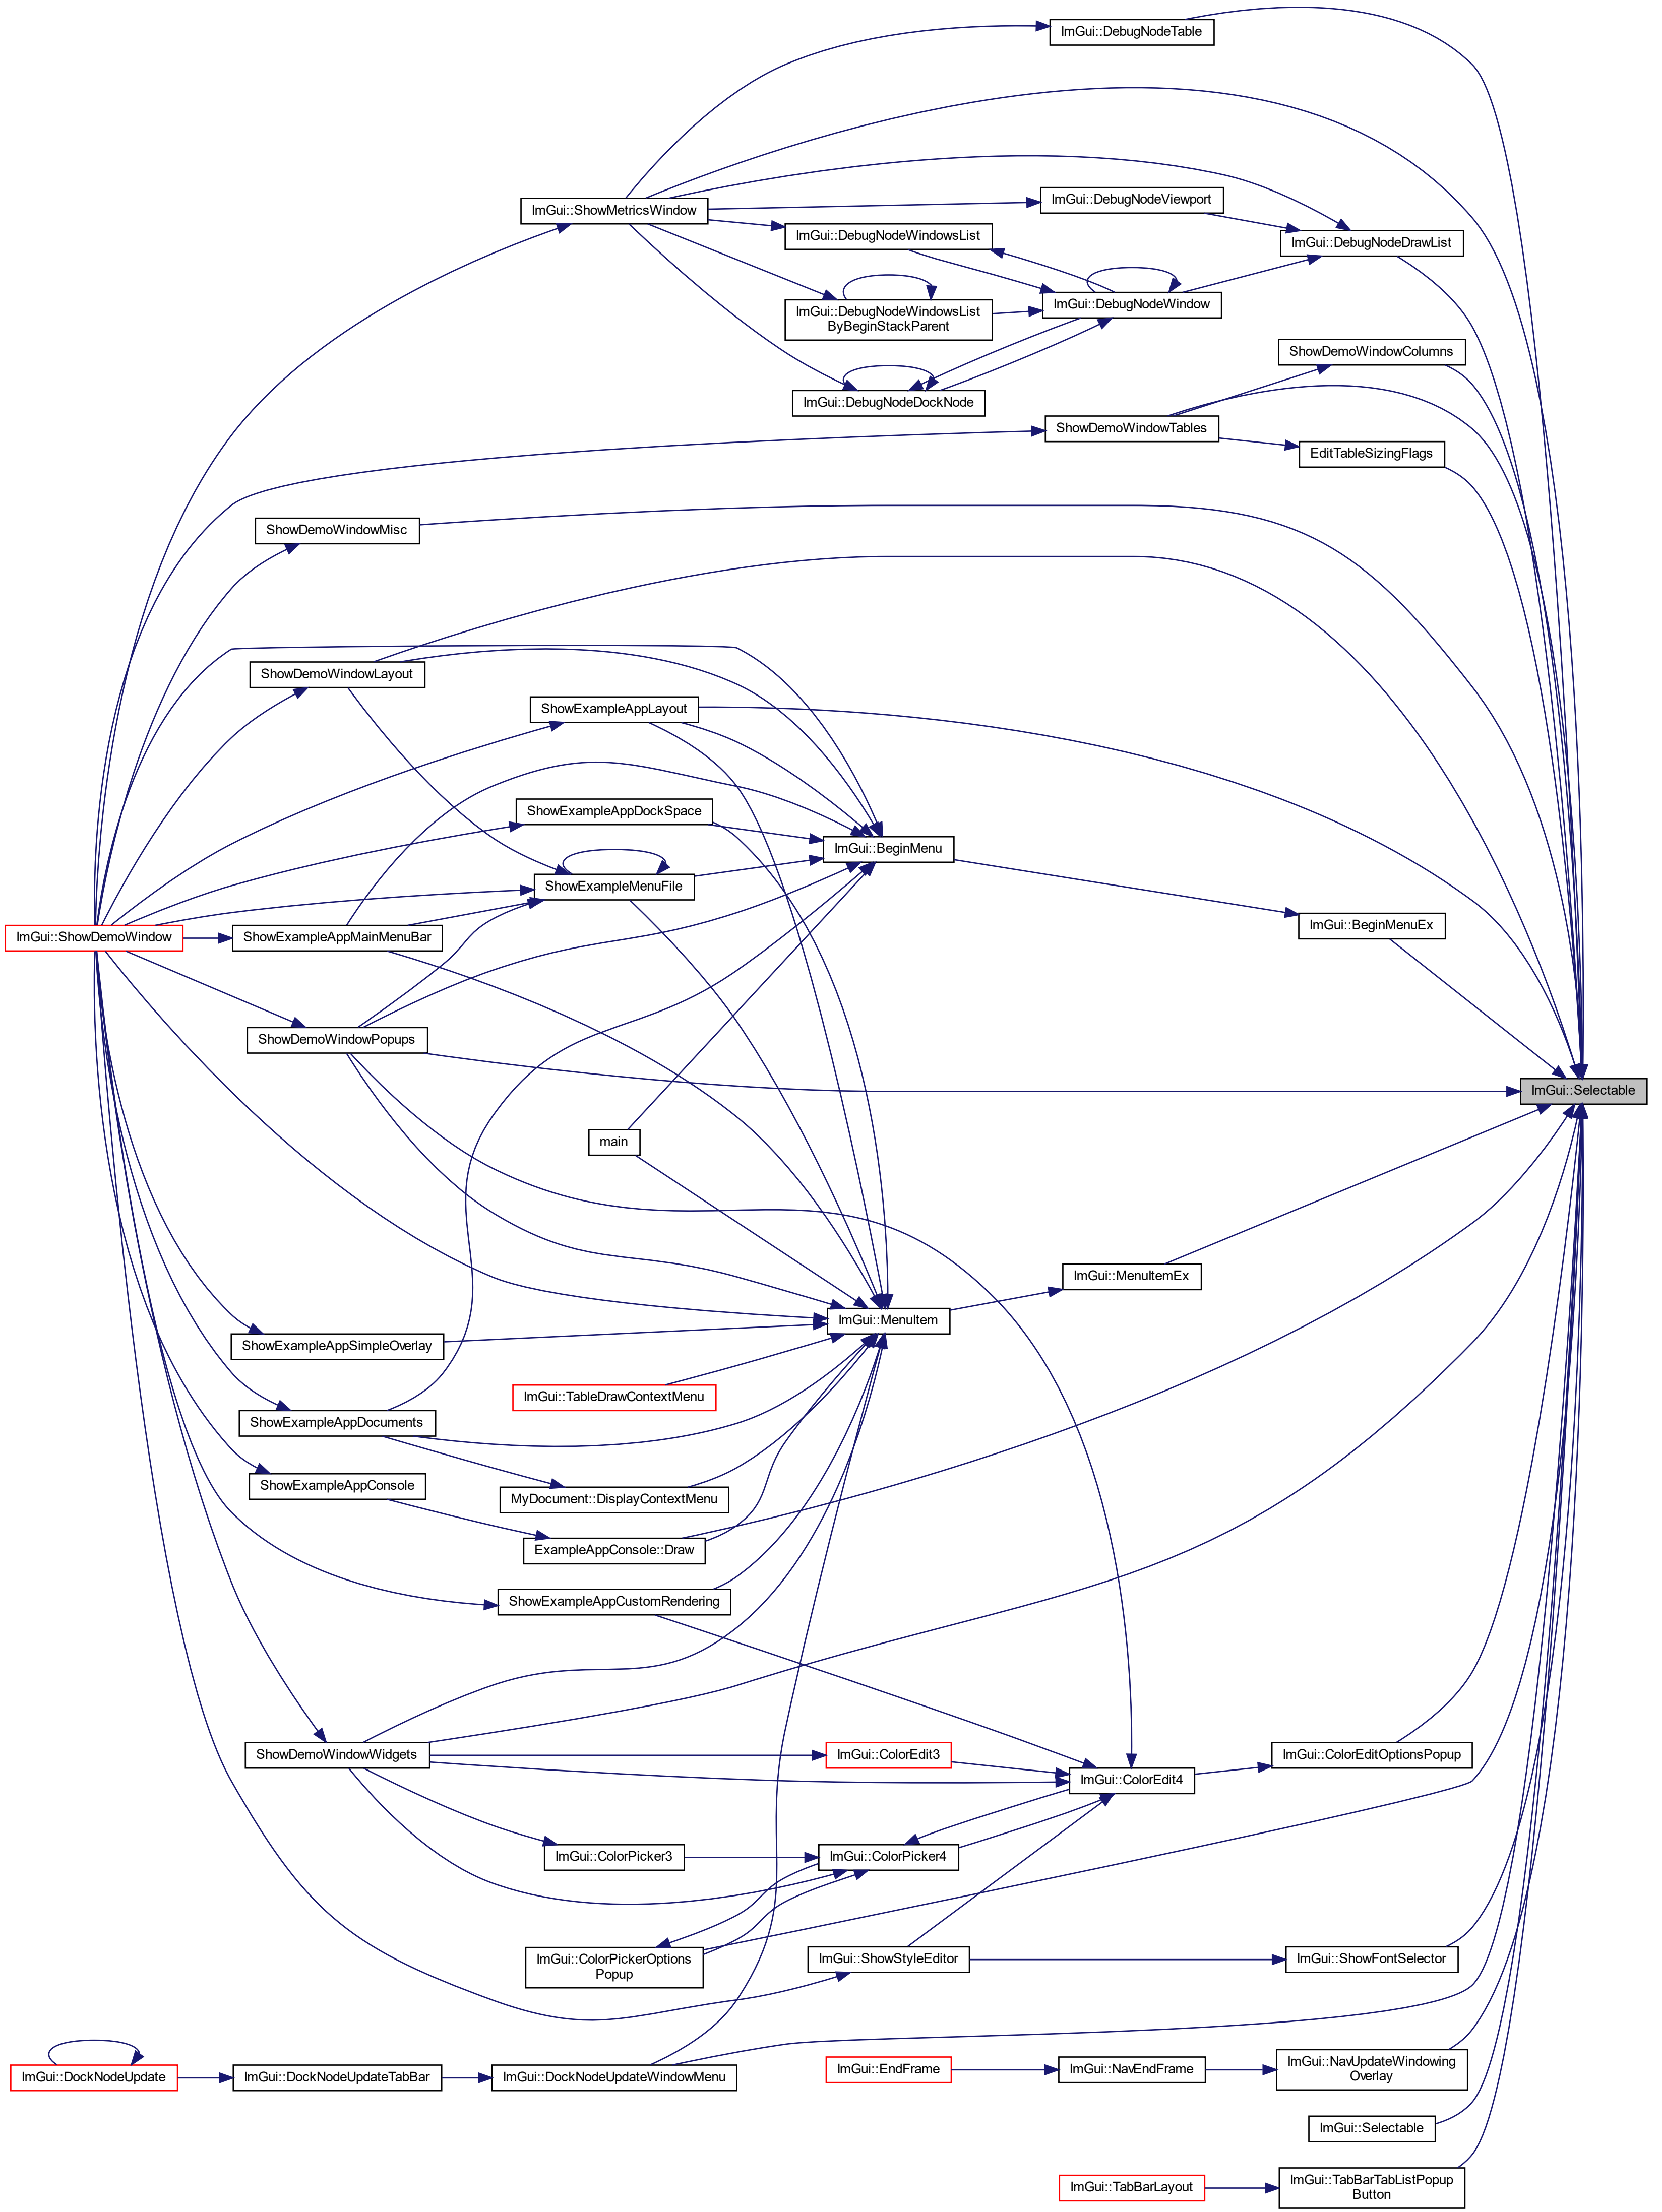 ImGui::DebugNodeTable
ImGui::ShowMetricsWindow
ImGui::DebugNodeViewport
ImGui::DebugNodeWindowsList
ImGui::DebugNodeDrawList
ImGui::DebugNodeWindowsList
ByBeginStackParent
ImGui::DebugNodeWindow
ShowDemoWindowColumns
ImGui::DebugNodeDockNode
ShowDemoWindowTables
EditTableSizingFlags
ShowDemoWindowMisc
ShowDemoWindowLayout
ShowExampleAppLayout
ShowExampleAppDockSpace
ImGui::BeginMenu
ShowExampleMenuFile
ImGui::BeginMenuEx
ImGui::ShowDemoWindow
ShowExampleAppMainMenuBar
ShowDemoWindowPopups
ImGui::Selectable
main
ImGui::MenuItemEx
ImGui::MenuItem
ShowExampleAppSimpleOverlay
ImGui::TableDrawContextMenu
ShowExampleAppDocuments
ShowExampleAppConsole
MyDocument::DisplayContextMenu
ExampleAppConsole::Draw
ShowExampleAppCustomRendering
ShowDemoWindowWidgets
ImGui::ColorEdit3
ImGui::ColorEditOptionsPopup
ImGui::ColorEdit4
ImGui::ColorPicker3
ImGui::ColorPicker4
ImGui::ColorPickerOptions
Popup
ImGui::ShowStyleEditor
ImGui::ShowFontSelector
ImGui::DockNodeUpdate
ImGui::DockNodeUpdateTabBar
ImGui::DockNodeUpdateWindowMenu
ImGui::EndFrame
ImGui::NavEndFrame
ImGui::NavUpdateWindowing
Overlay
ImGui::Selectable
ImGui::TabBarLayout
ImGui::TabBarTabListPopup
Button